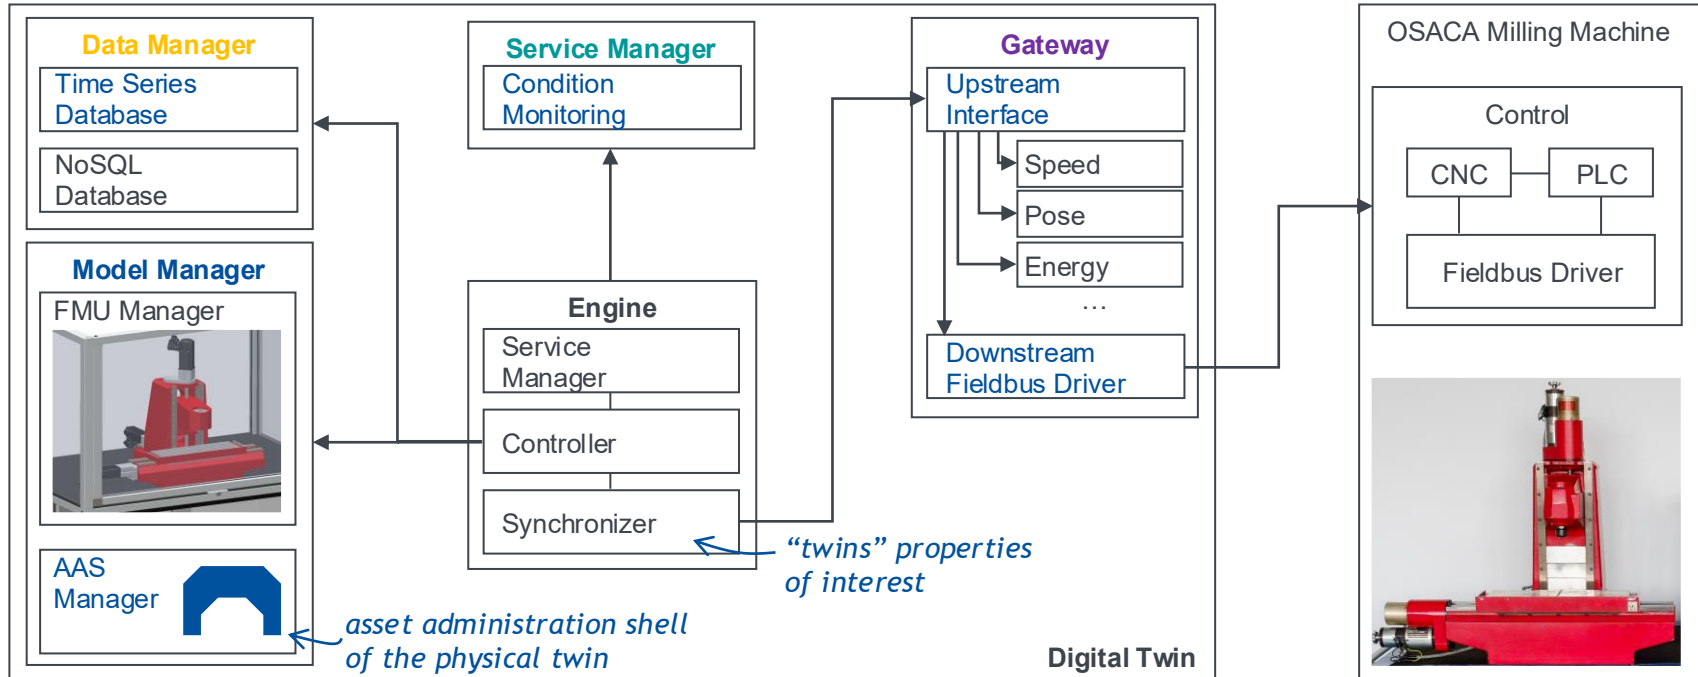 Data Manager
Time Series
Database
NoSQL
Database
Model Manager
FMU Manager
AAS
Manager
asset administration shell
of the physical twin
Service Manager
Condition
Monitoring
Engine
Service
Manager
Controller
Synchronizer
“twins” properties
of interest
Gateway
Upstream
Interface
Speed
Pose
Energy
...
Downstream
Fieldbus Driver
Digital Twin
OSACA Milling Machine
Control
CNC
PLC
Fieldbus Driver